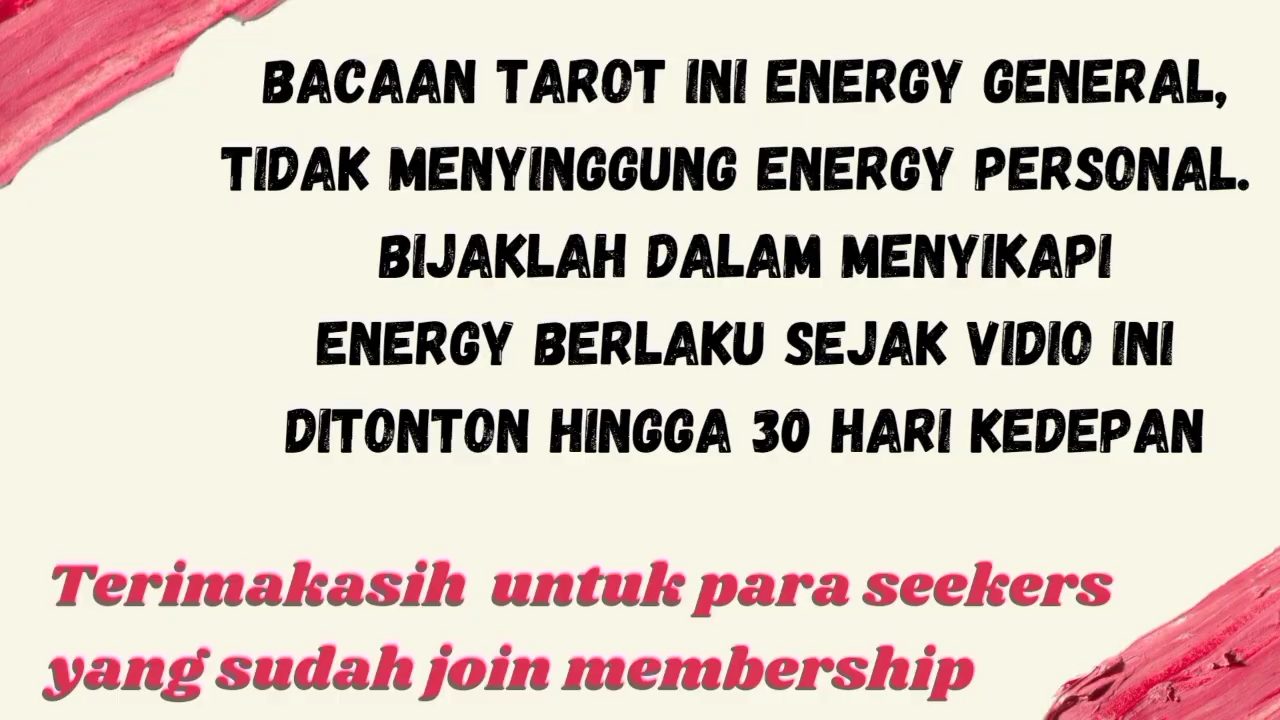 BACAAN TAROT INI ENERGY GENERAL,
TIDAK MENYINGGUNG ENERGY PERSONAL.
BIJAKLAH DALAM MENYIKAPI
ENERGY BERLAKU SEJAK VIDIO INI
DITONTON HINGGA 30 HARI KEDEPAN
Terimakasih untuk para seekers
yang sudah join membership